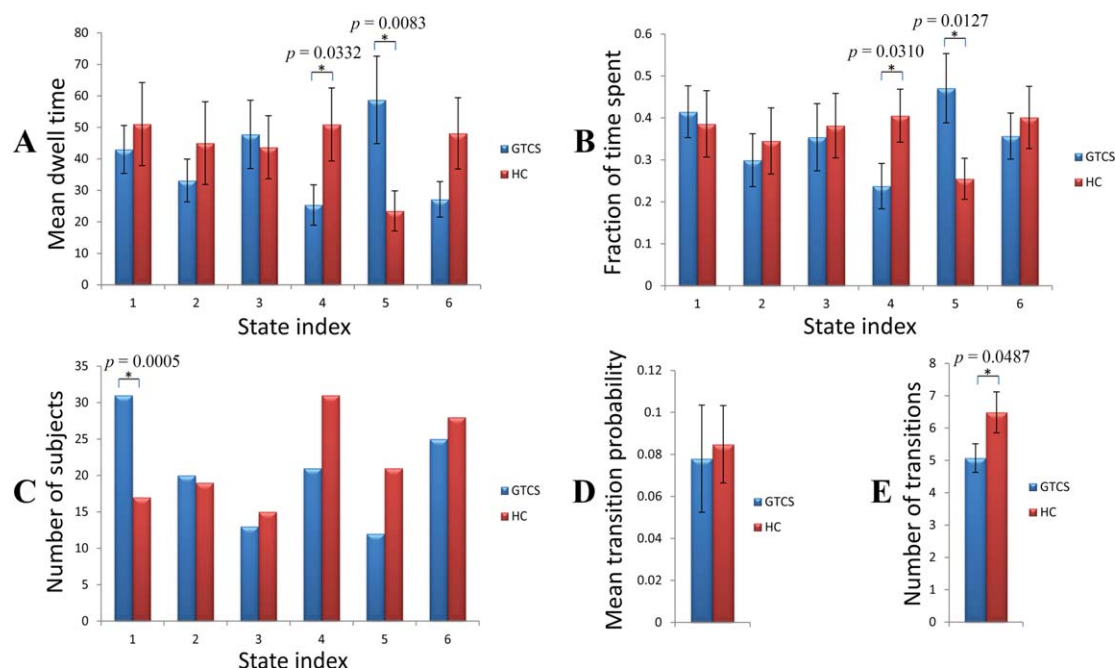 p = 0.0083
*
p = 0.0332
*
80
70
60
50
40
30
20
10
0
Mean dwell time
A
1 2 3 4 5 6
State index
GTCS
HC
p = 0.0127
*
p = 0.0310
*
0.6
0.5
0.4
0.3
0.2
0.1
0
Fraction of time spent
B
1 2 3 4 5 6
State index
GTCS
HC
p = 0.0005
*
35
30
25
20
15
10
5
0
Number of subjects
C
1 2 3 4 5 6
State index
GTCS
HC
0.12
0.1
0.08
0.06
0.04
0.02
0
Mean transition probability
D
GTCS
HC
p = 0.0487
*
8
7
6
5
4
3
2
1
0
Number of transitions
E
GTCS
HC